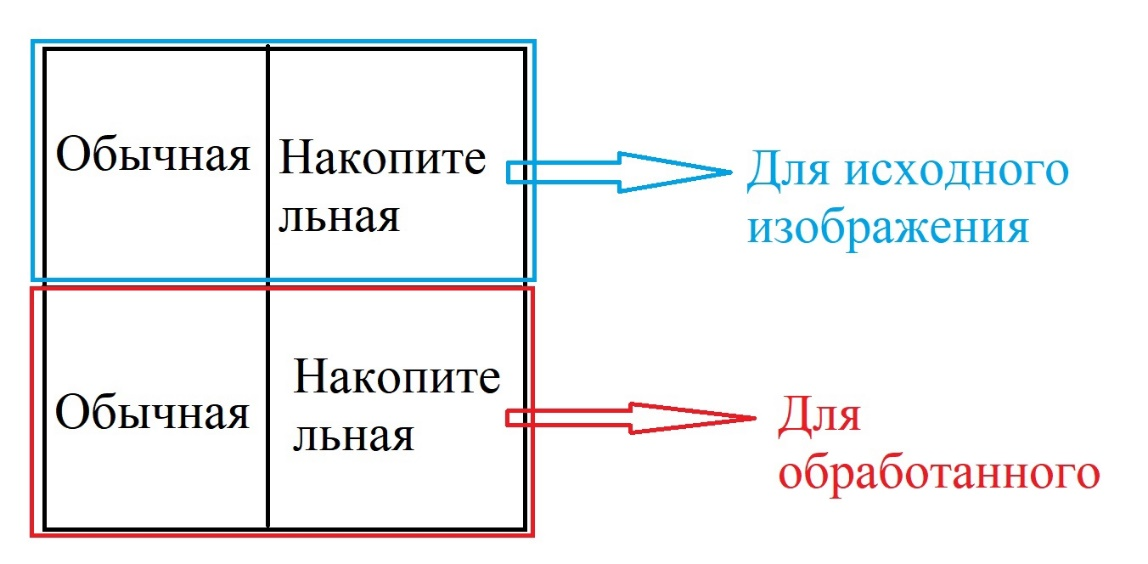 Обычная
Накопите
льная
Для исходного
изображения
Обычная
Накопите
льная
Для
обработанного